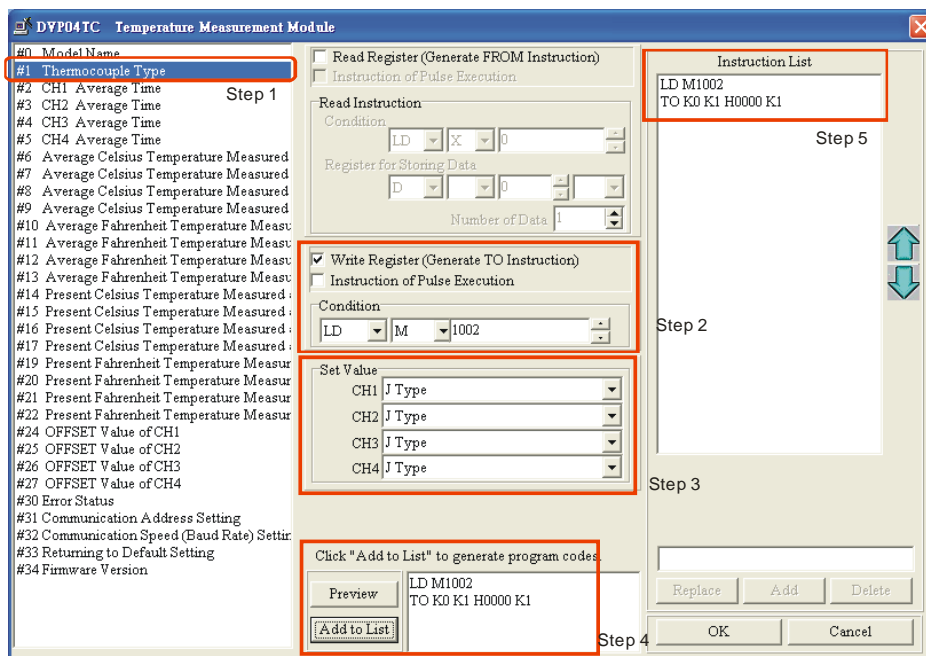 DVP04TC Temperature Measurement Module
#0 Model Name
#1 Thermocouple Type
#2 CH1 Average Time
#3 CH2 Average Time
#4 CH3 Average Time
#5 CH4 Average Time
#6 Average Celsius Temperature Measured
#7 Average Celsius Temperature Measured
#8 Average Celsius Temperature Measured
#9 Average Celsius Temperature Measured
#10 Average Fahrenheit Temperature Measu
#11 Average Fahrenheit Temperature Measu
#12 Average Fahrenheit Temperature Measu
#13 Average Fahrenheit Temperature Measu
#14 Present Celsius Temperature Measured
#15 Present Celsius Temperature Measured
#16 Present Celsius Temperature Measured
#17 Present Celsius Temperature Measured
#19 Present Fahrenheit Temperature Measur
#20 Present Fahrenheit Temperature Measur
#21 Present Fahrenheit Temperature Measur
#22 Present Fahrenheit Temperature Measur
#24 OFFSET Value of CH1
#25 OFFSET Value of CH2
#26 OFFSET Value of CH3
#27 OFFSET Value of CH4
#30 Error Status
#31 Communication Address Setting
#32 Communication Speed (Baud Rate) Settin
#33 Returning to Default Setting
#34 Firmware Version
Step 1
Read Register (Generate FROM Instruction)
Instruction of Pulse Execution
Read Instruction
Condition
LD X 0
Register for Storing Data
D 0
Number of Data 1
Write Register (Generate TO Instruction)
Instruction of Pulse Execution
Condition
LD M 1002
Step 2
Set Value
CH1 J Type
CH2 J Type
CH3 J Type
CH4 J Type
Step 3
Click "Add to List" to generate program codes.
Preview
Add to List
LD M1002
TO K0 K1 H0000 K1
Step 4
Instruction List
LD M1002
TO K0 K1 H0000 K1
Step 5
Replace Add Delete
OK Cancel